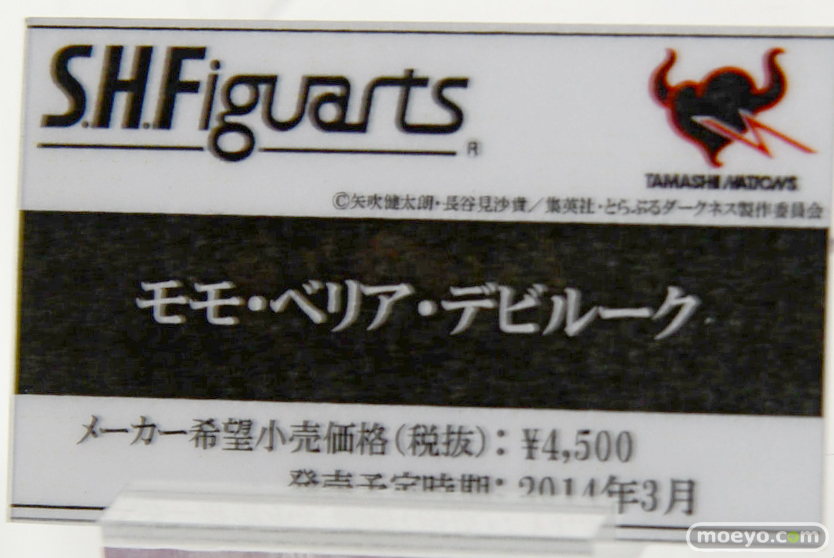 S.H.Figuarts
®
TAMASHII NATIONS
©矢吹健太朗・長谷見沙貴／集英社・とらぶるダークネス製作委員会
モモ・ベリア・デビルーク
メーカー希望小売価格（税抜）：¥4,500
発売予定時期：2014年3月
moeyo.com